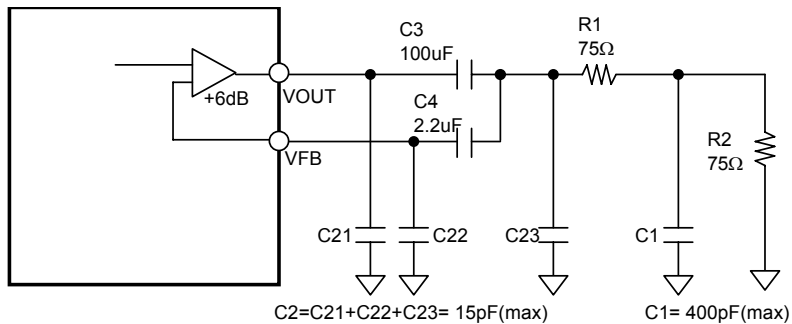 C3
100uF
R1
75Ω
VOUT
+6dB
C4
2.2uF
VFB
R2
75Ω
C21
C22
C23
C1
C2=C21+C22+C23= 15pF(max)
C1= 400pF(max)